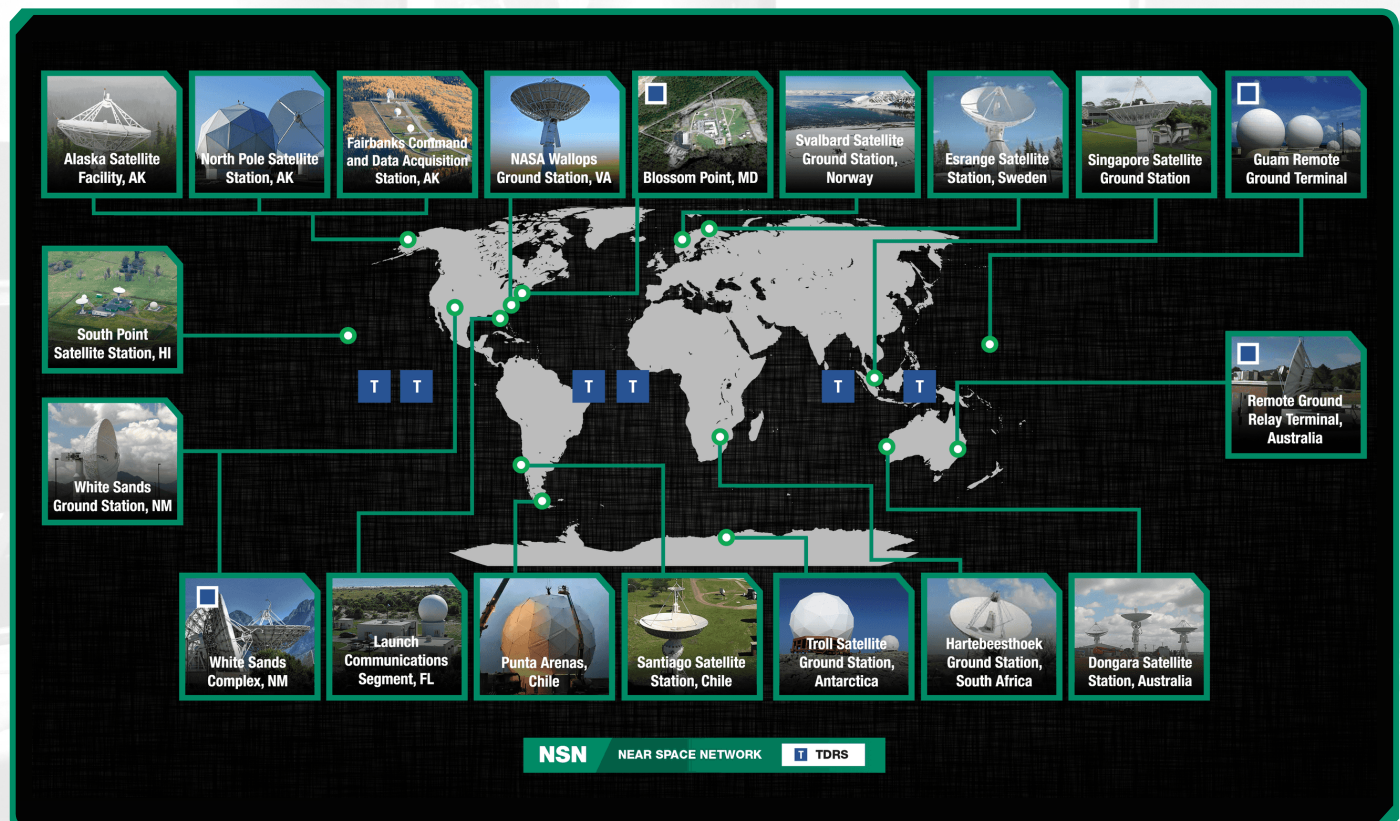 Alaska Satellite
Facility, AK
North Pole Satellite
Station, AK
Fairbanks Command
and Data Acquisition
Station, AK
NASA Wallops
Ground Station, VA
Blossom Point, MD
Svalbard Satellite
Ground Station,
Norway
Esrange Satellite
Station, Sweden
Singapore Satellite
Ground Station
Guam Remote
Ground Terminal
South Point
Satellite Station, HI
Remote Ground
Relay Terminal,
Australia
T
T
T
T
T
T
White Sands
Ground Station, NM
White Sands
Complex, NM
Launch
Communications
Segment, FL
Punta Arenas,
Chile
Santiago Satellite
Station, Chile
Troll Satellite
Ground Station,
Antarctica
Hartebeesthoek
Ground Station,
South Africa
Dongara Satellite
Station, Australia
NSN NEAR SPACE NETWORK T TDRS